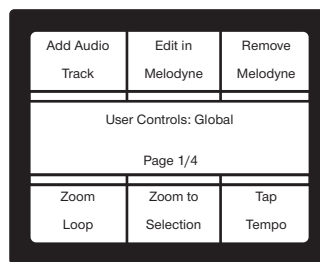 Add Audio Track
Edit in Melodyne
Remove Melodyne
User Controls: Global
Page 1/4
Zoom Loop
Zoom to Selection
Tap Tempo